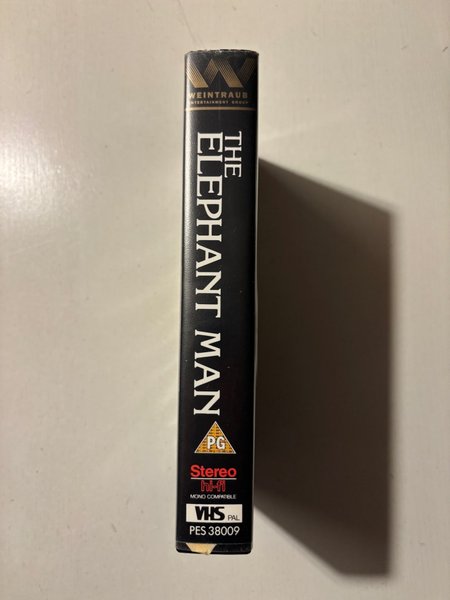 W
WEINTRAUB
ENTERTAINMENT GROUP
THE
ELEPHANT MAN
PG
Stereo
hi-fi
MONO COMPATIBLE
VHS PAL
PES 38009